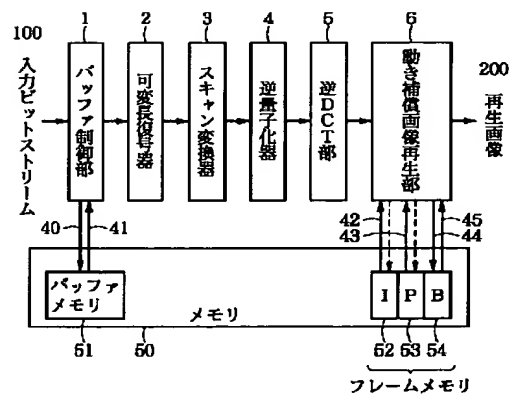 100
入力ビットストリーム
1
バッファ制御部
2
可変長復号器
3
スキャン変換器
4
逆量子化器
5
逆DCT部
6
動き補償画像再生部
200
再生画像
40
41
42
43
45
44
バッファ
メモリ
メモリ
I
P
B
51
50
52
53
54
フレームメモリ